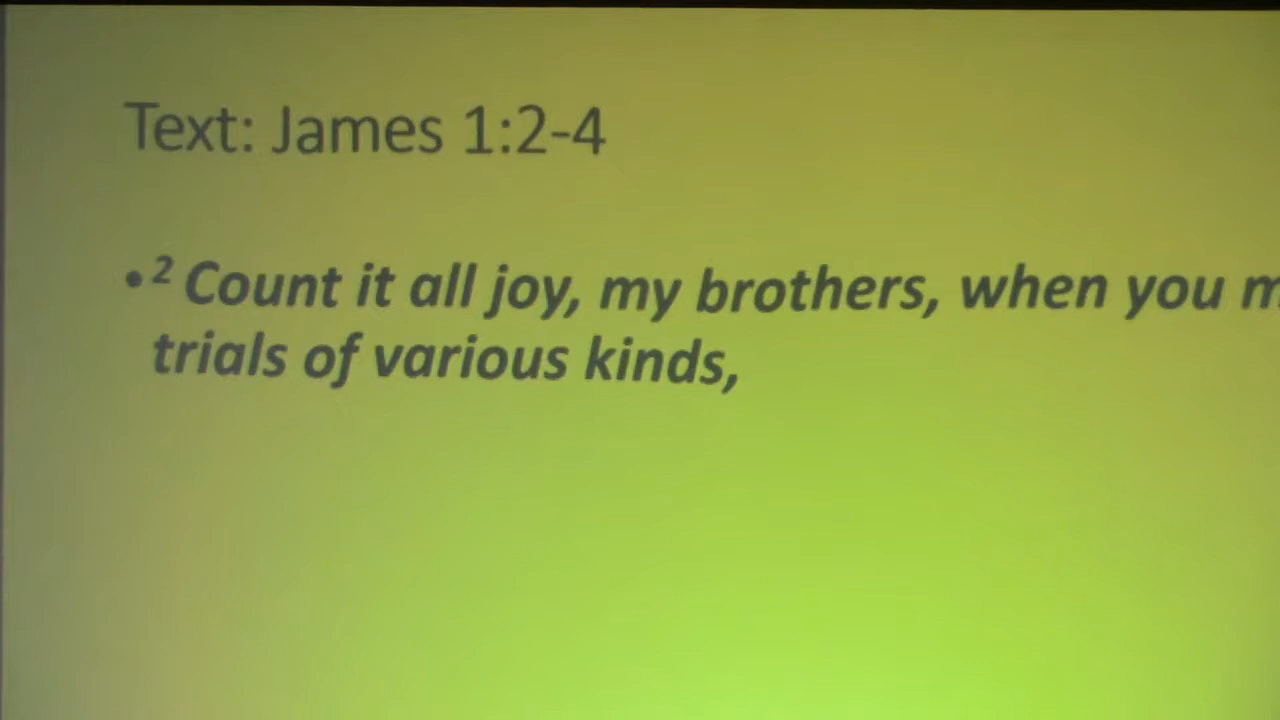 Text: James 1:2-4
• ² Count it all joy, my brothers, when you
trials of various kinds,